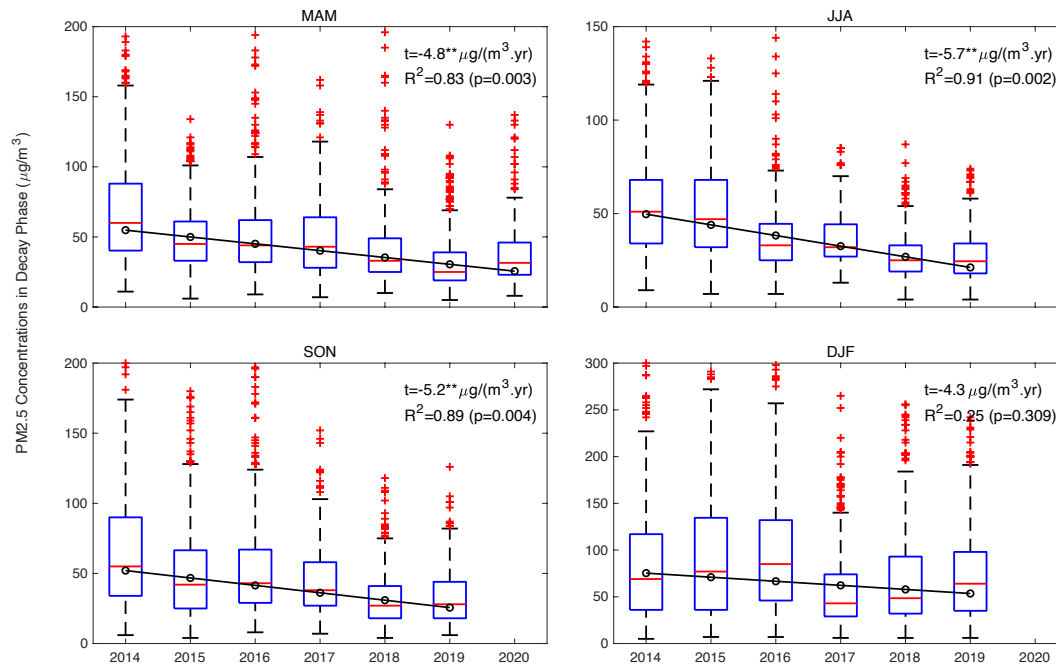 MAM
200
150
100
50
0
t=-4.8** μg/(m³.yr)
R²=0.83 (p=0.003)
JJA
150
100
50
0
t=-5.7** μg/(m³.yr)
R²=0.91 (p=0.002)
PM2.5 Concentrations in Decay Phase (μg/m³)
SON
200
150
100
50
0
t=-5.2** μg/(m³.yr)
R²=0.89 (p=0.004)
2014 2015 2016 2017 2018 2019 2020
DJF
300
250
200
150
100
50
0
t=-4.3 μg/(m³.yr)
R²=0.25 (p=0.309)
2014 2015 2016 2017 2018 2019 2020